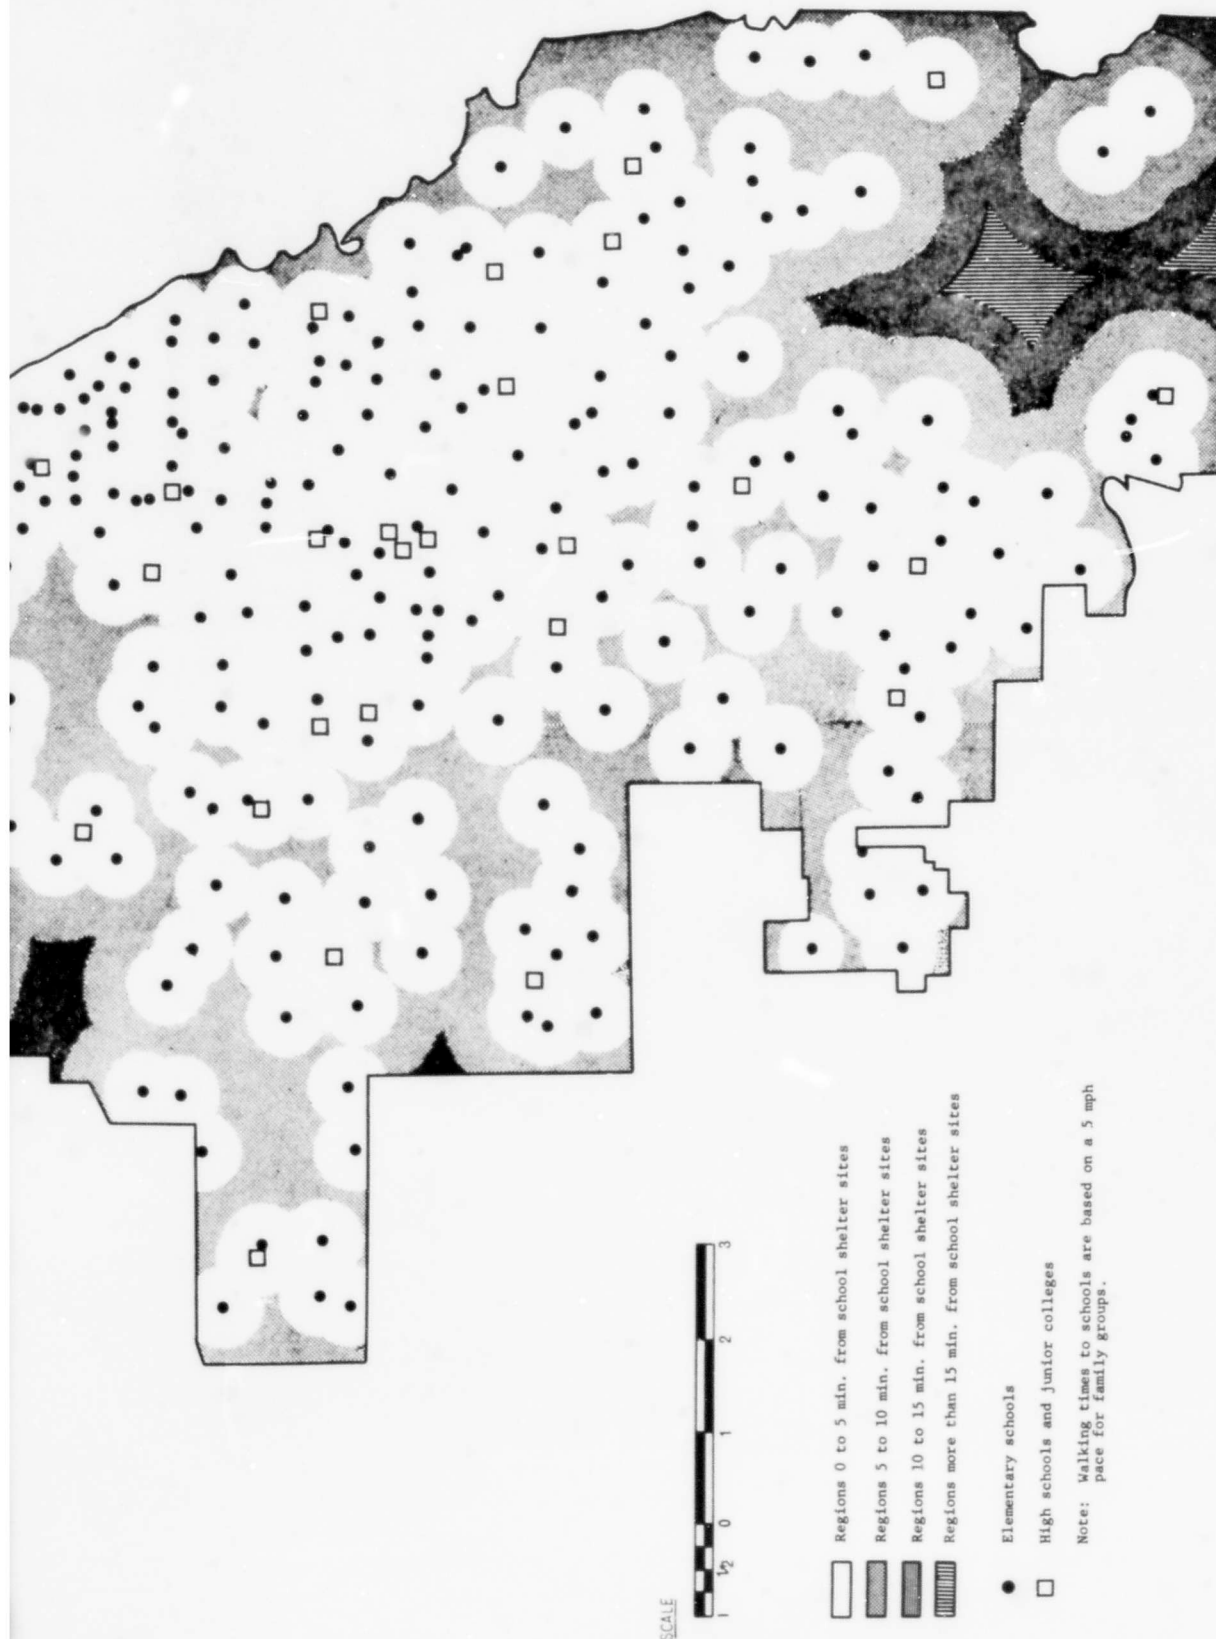 SCALE
1 ½ 0 1 2 3
Regions 0 to 5 min. from school shelter sites
Regions 5 to 10 min. from school shelter sites
Regions 10 to 15 min. from school shelter sites
Regions more than 15 min. from school shelter sites
Elementary schools
High schools and junior colleges
Note: Walking times to schools are based on a 5 mph
pace for family groups.